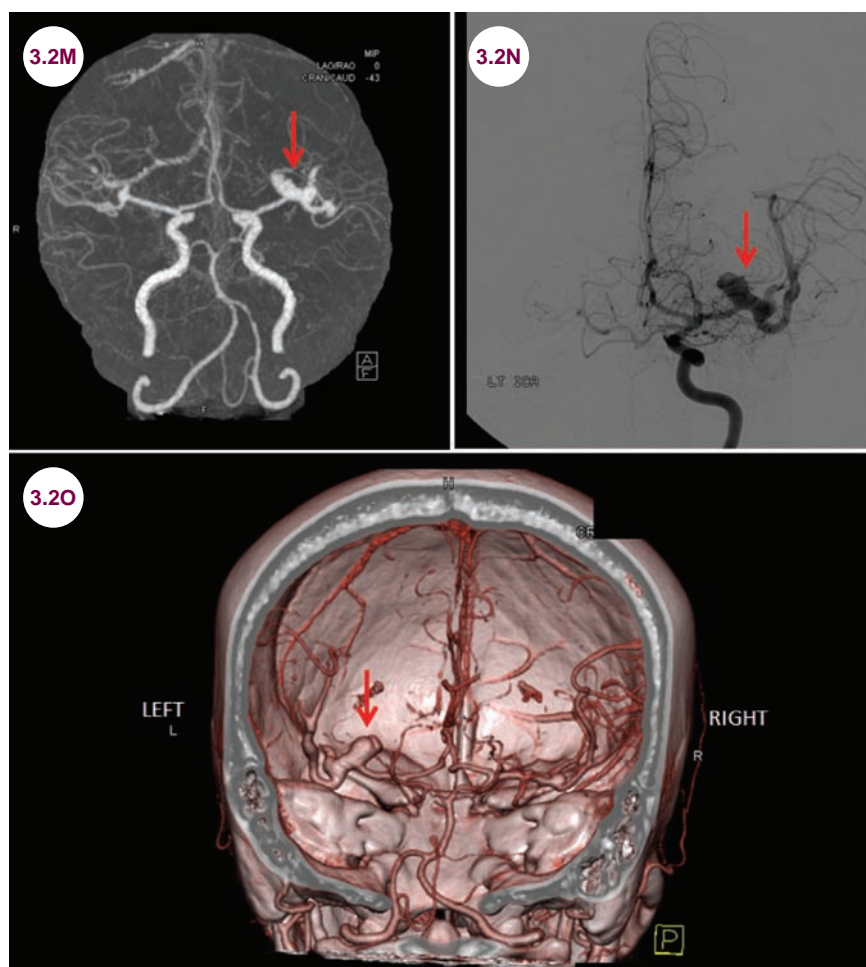 3.2M
H
MIP
LAO/RAO 0
CRAN/CAUD -43
R
L
A
F
F
3.2N
LT ICA
3.2O
H
LEFT
L
RIGHT
R
P